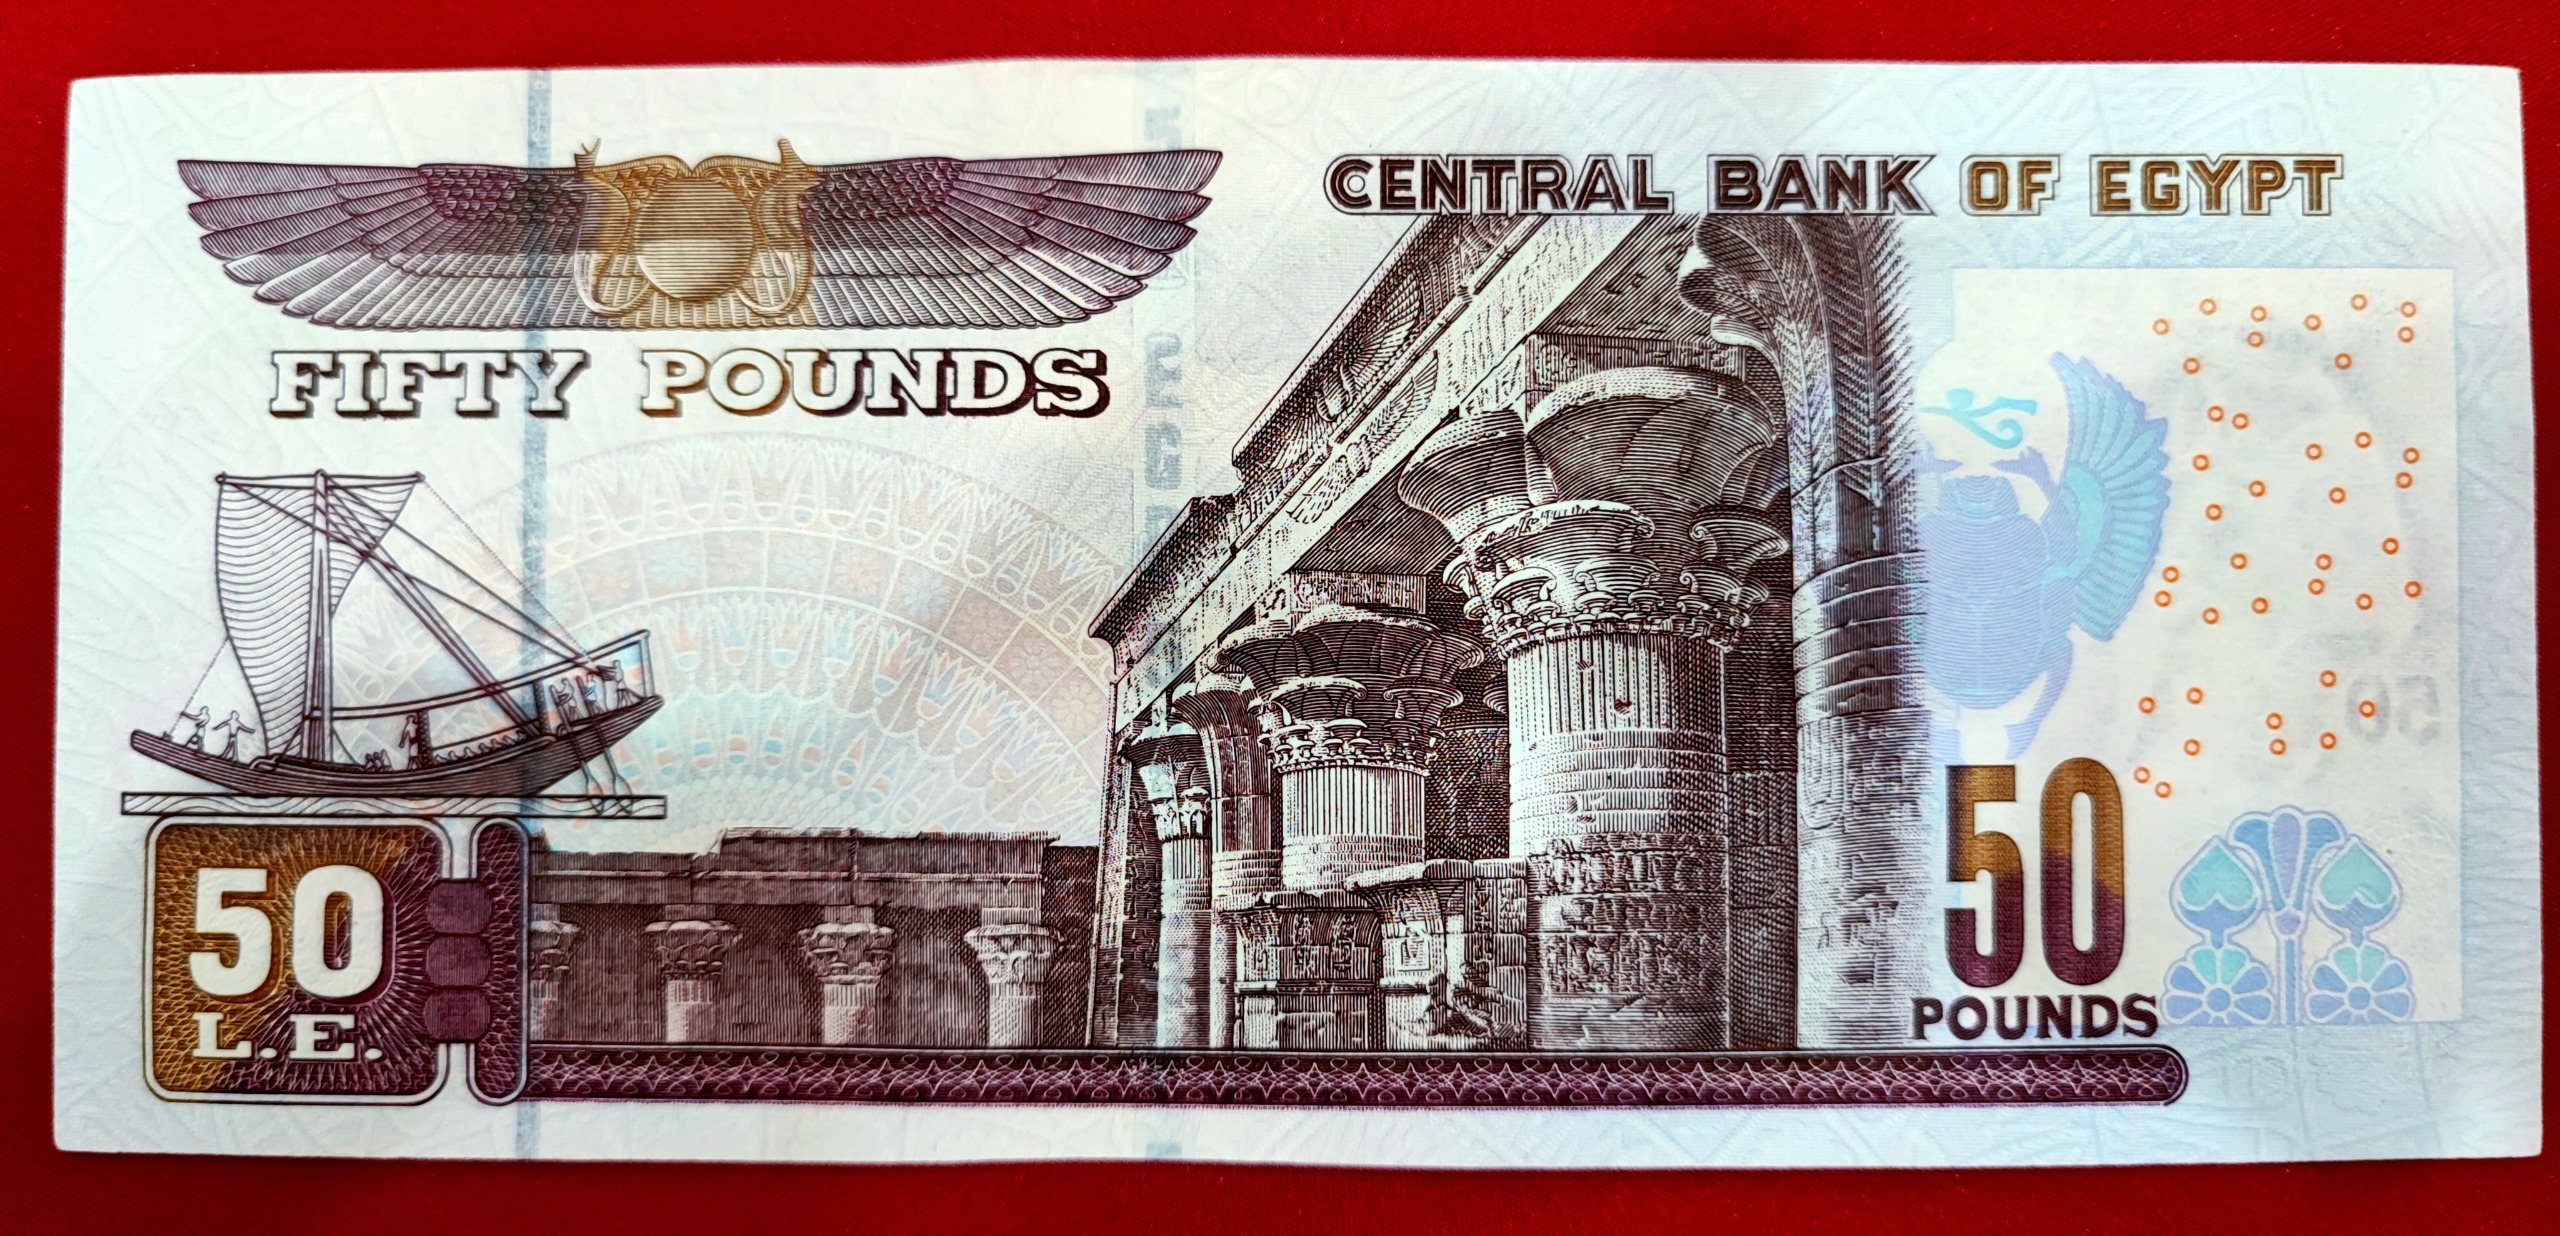 CENTRAL BANK OF EGYPT
FIFTY POUNDS
50
L.E.
50
POUNDS